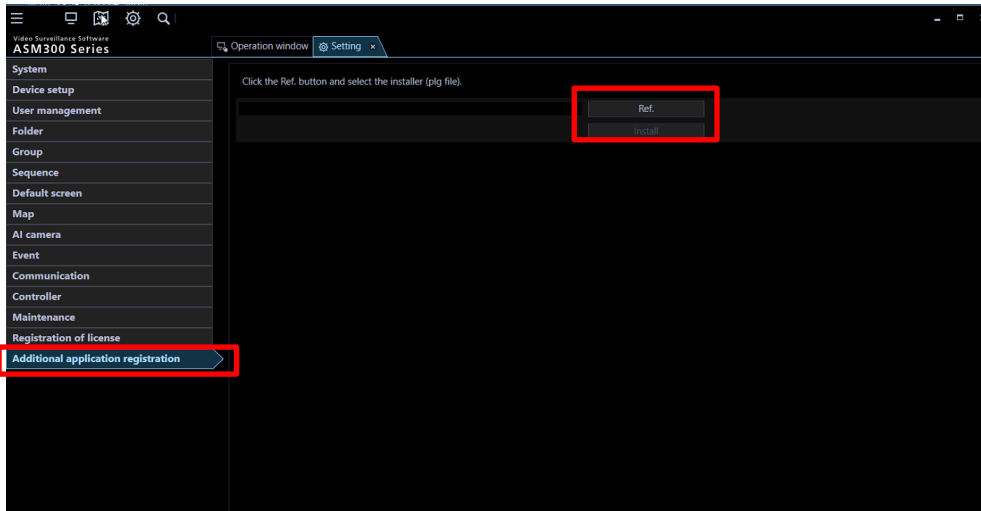 Video Surveillance Software
ASM300 Series
Operation window
Setting ×
System
Device setup
User management
Folder
Group
Sequence
Default screen
Map
AI camera
Event
Communication
Controller
Maintenance
Registration of license
Additional application registration
Click the Ref. button and select the installer (plg file).
Ref.
Install